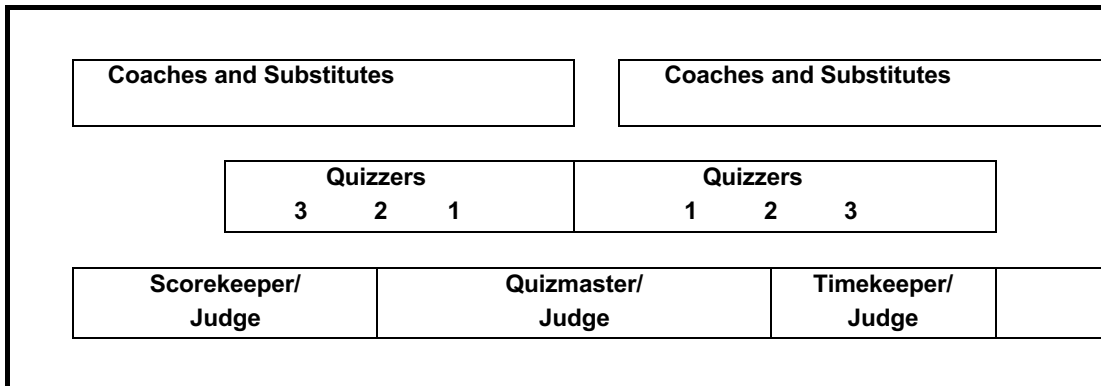 Coaches and Substitutes
Coaches and Substitutes
Quizzers
Quizzers
3 2 1
1 2 3
Scorekeeper/
Judge
Quizmaster/
Judge
Timekeeper/
Judge